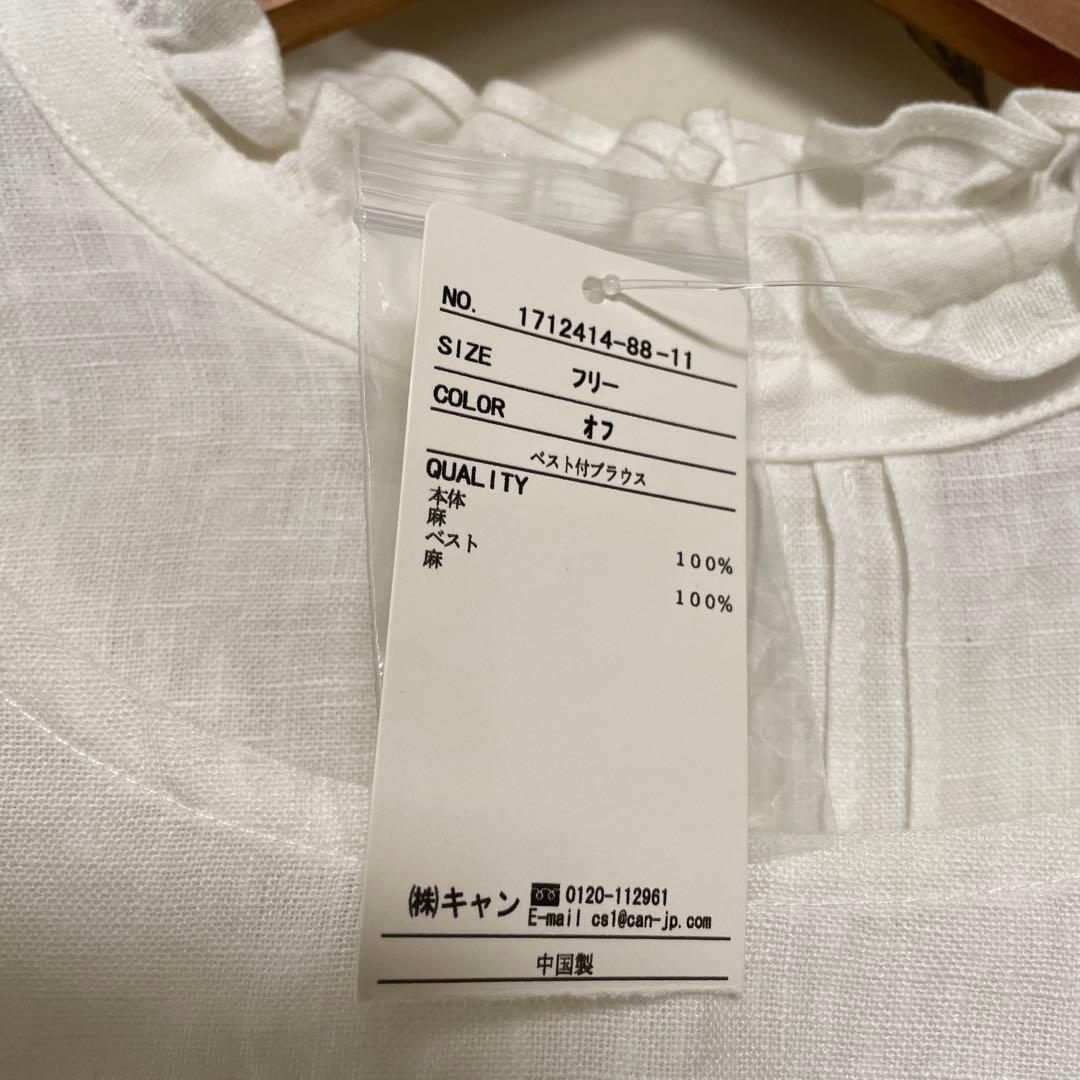 NO. 1712414-88-11
SIZE フリー
COLOR オフ
ベスト付ブラウス
QUALITY
本体
麻 100%
ベスト
麻 100%
㈱キャン 0120-112961
E-mail cs1@can-jp.com
中国製